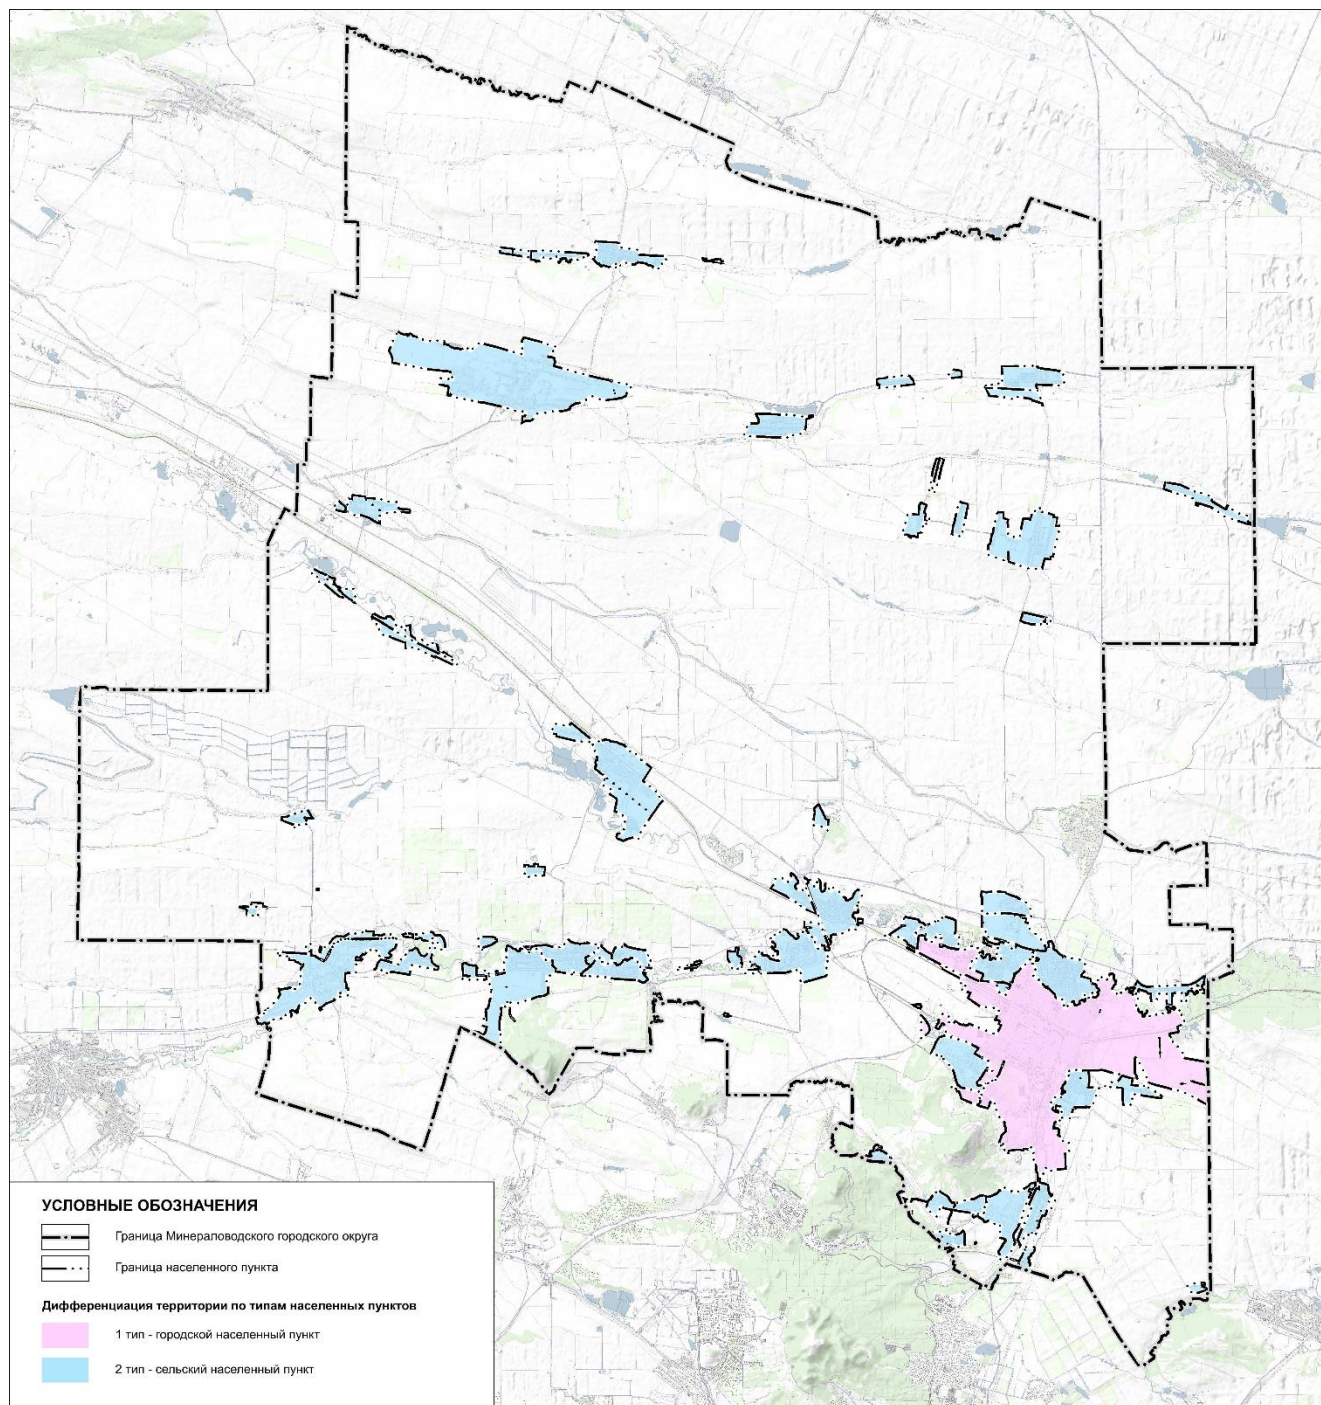 УСЛОВНЫЕ ОБОЗНАЧЕНИЯ
Граница Минераловодского городского округа
Граница населенного пункта
Дифференциация территории по типам населенных пунктов
1 тип - городской населенный пункт
2 тип - сельский населенный пункт